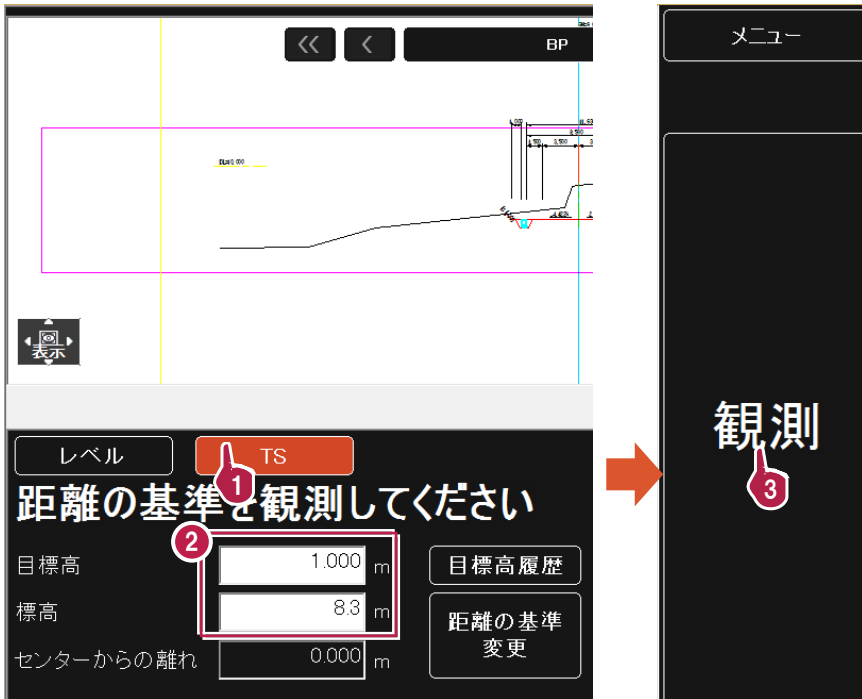 BP
メニュー
DL=0.000
表示
観測
レベル
TS
1
距離の基準を観測してください
3
2
目標高
1.000
m
目標高履歴
標高
8.3
m
距離の基準
変更
センターからの離れ
0.000
m